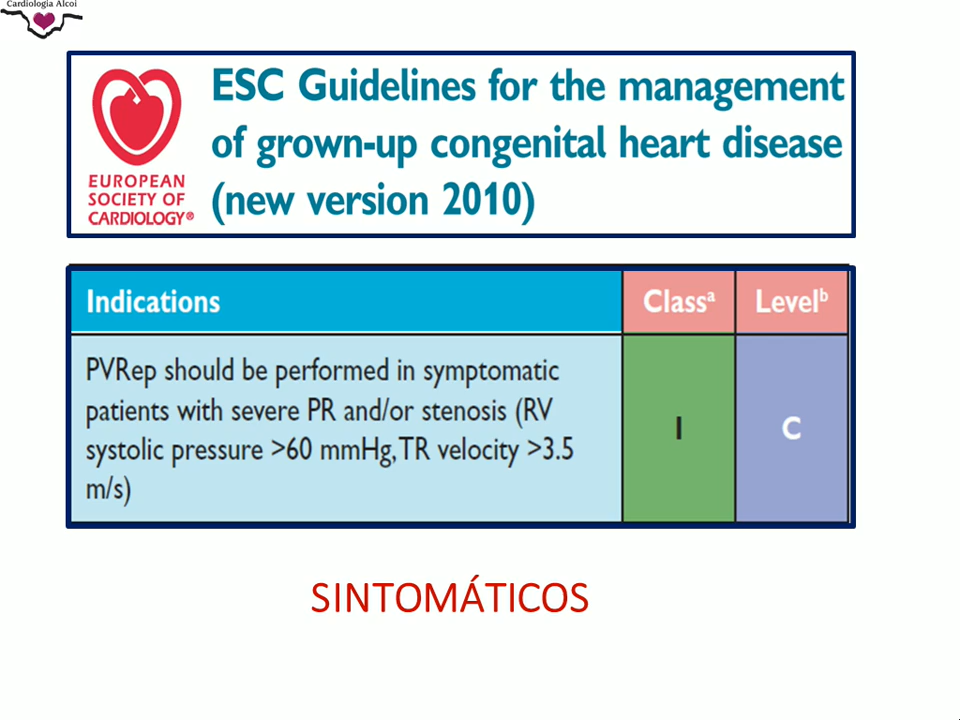 Cardiología Alcoi
ESC Guidelines for the management
of grown-up congenital heart disease
(new version 2010)
EUROPEAN
SOCIETY OF
CARDIOLOGY®
Indications
Classᵃ
Levelᵇ
PVRep should be performed in symptomatic
patients with severe PR and/or stenosis (RV
systolic pressure >60 mmHg, TR velocity >3.5
m/s)
I
C
SINTOMÁTICOS